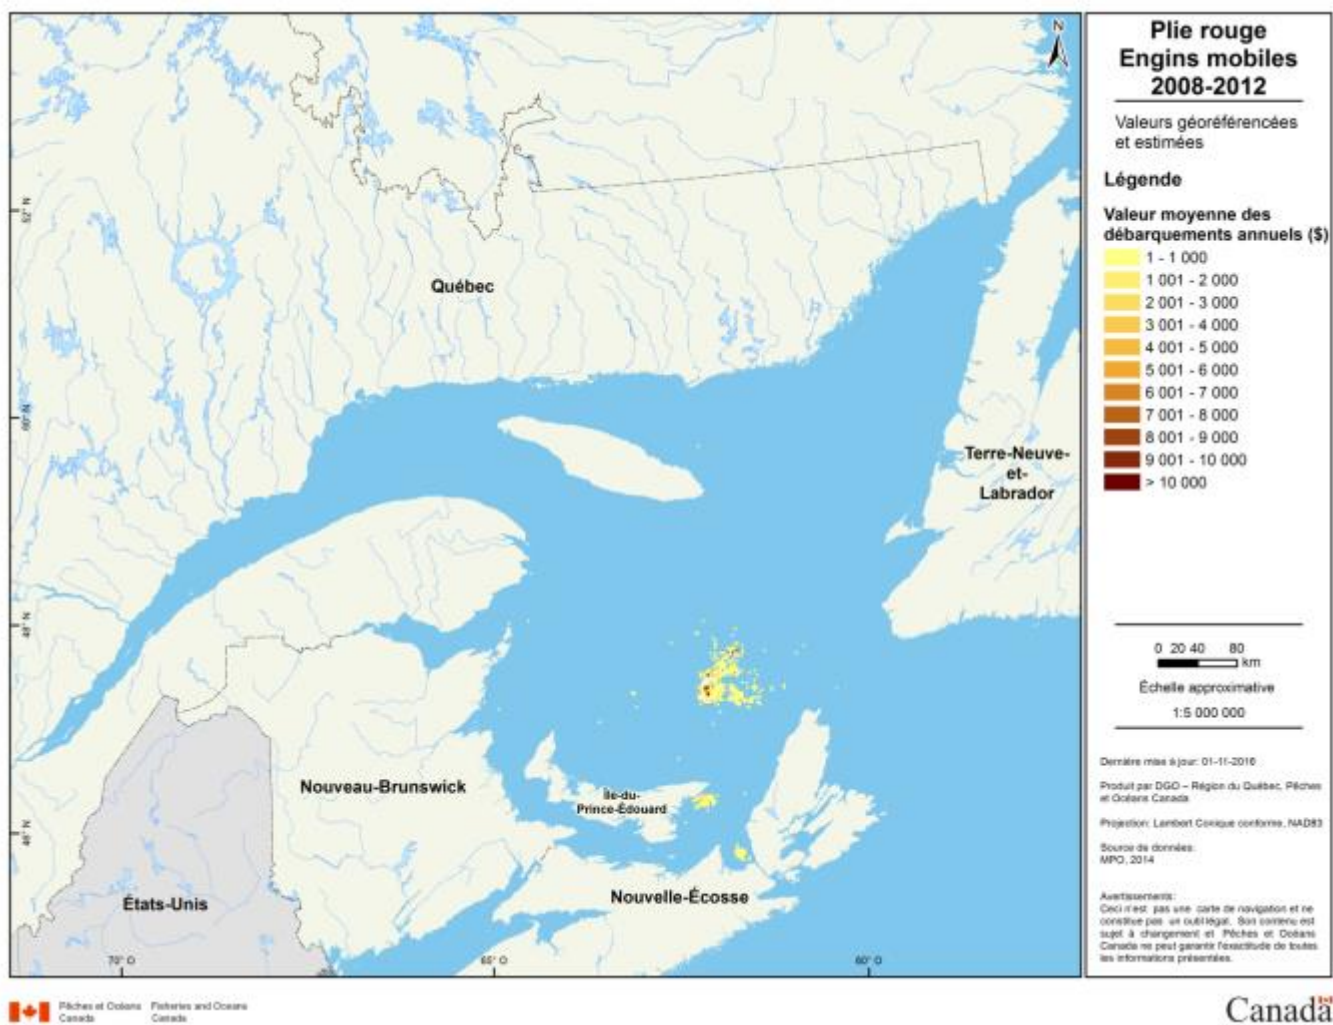 Plie rouge
Engins mobiles
2008-2012
Valeurs géoréférencées
et estimées
Légende
Valeur moyenne des
débarquements annuels ($)
1 - 1 000
1 001 - 2 000
2 001 - 3 000
3 001 - 4 000
4 001 - 5 000
5 001 - 6 000
6 001 - 7 000
7 001 - 8 000
8 001 - 9 000
9 001 - 10 000
> 10 000
0 20 40 80
km
Échelle approximative
1:5 000 000
Dernière mise à jour: 01-11-2016
Produit par DGO – Région du Québec, Pêches
et Océans Canada
Projection: Lambert Conique conforme, NAD83
Source de données:
MPO, 2014
Avertissements:
Ceci n'est pas une carte de navigation et ne
constitue pas un outil légal. Son contenu est
sujet à changement et Pêches et Océans
Canada ne peut garantir l'exactitude de toutes
les informations présentées.
N
52° N
50° N
48° N
46° N
Québec
Terre-Neuve-
et-
Labrador
Nouveau-Brunswick
Île-du-
Prince-Édouard
Nouvelle-Écosse
États-Unis
70° O
65° O
60° O
Pêches et Océans Fisheries and Oceans
Canada Canada
Canada